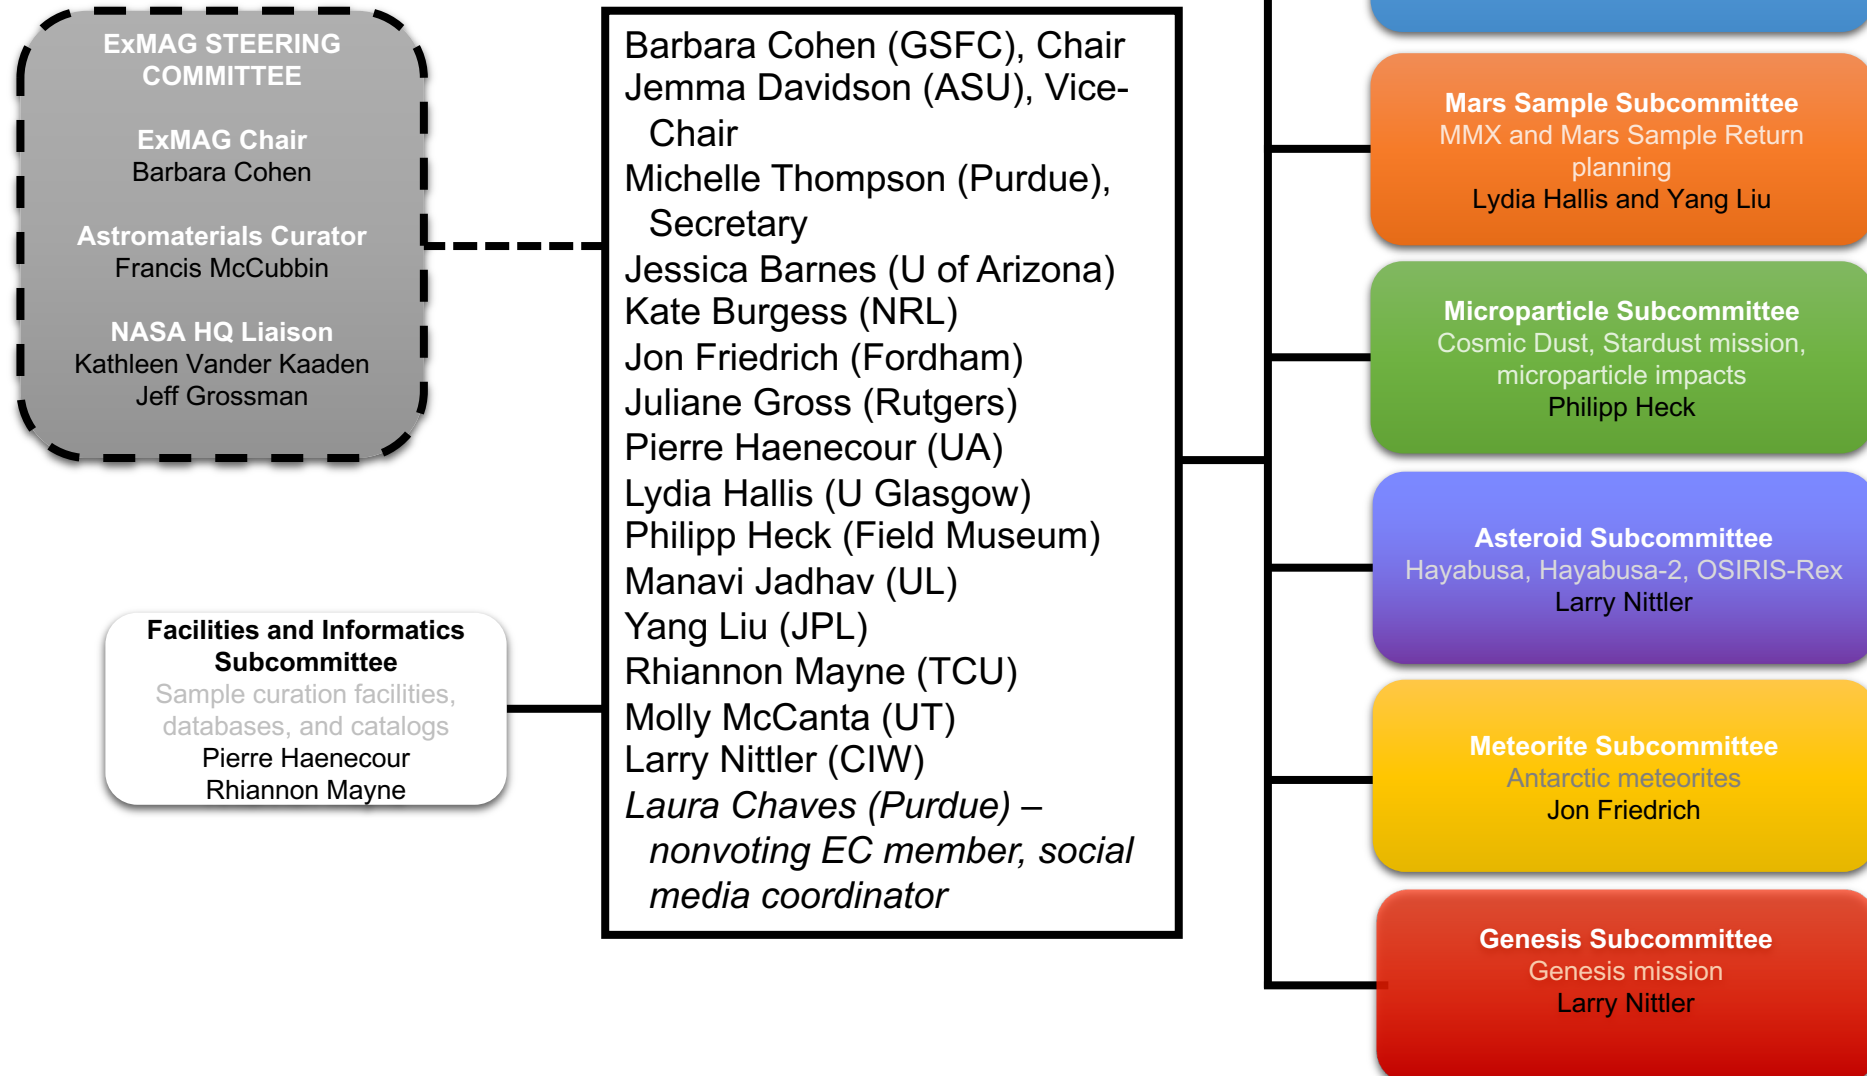 ExMAG STEERING
COMMITTEE
ExMAG Chair
Barbara Cohen
Astromaterials Curator
Francis McCubbin
NASA HQ Liaison
Kathleen Vander Kaaden
Jeff Grossman
Facilities and Informatics
Subcommittee
Sample curation facilities,
databases, and catalogs
Pierre Haenecour
Rhiannon Mayne
Barbara Cohen (GSFC), Chair
Jemma Davidson (ASU), Vice-
Chair
Michelle Thompson (Purdue),
Secretary
Jessica Barnes (U of Arizona)
Kate Burgess (NRL)
Jon Friedrich (Fordham)
Juliane Gross (Rutgers)
Pierre Haenecour (UA)
Lydia Hallis (U Glasgow)
Philipp Heck (Field Museum)
Manavi Jadhav (UL)
Yang Liu (JPL)
Rhiannon Mayne (TCU)
Molly McCanta (UT)
Larry Nittler (CIW)
Laura Chaves (Purdue) –
nonvoting EC member, social
media coordinator
Mars Sample Subcommittee
MMX and Mars Sample Return
planning
Lydia Hallis and Yang Liu
Microparticle Subcommittee
Cosmic Dust, Stardust mission,
microparticle impacts
Philipp Heck
Asteroid Subcommittee
Hayabusa, Hayabusa-2, OSIRIS-Rex
Larry Nittler
Meteorite Subcommittee
Antarctic meteorites
Jon Friedrich
Genesis Subcommittee
Genesis mission
Larry Nittler